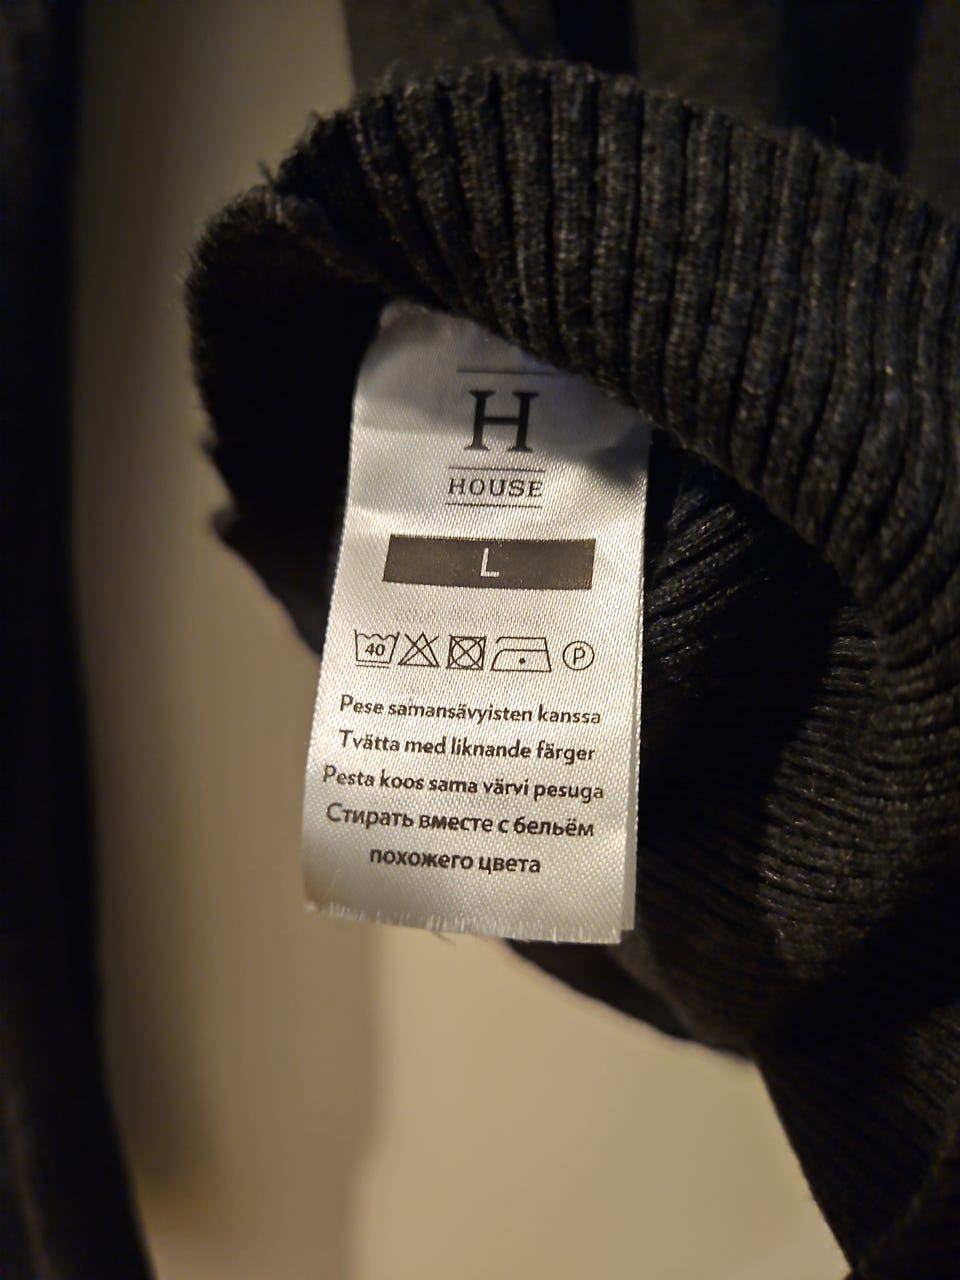 H
HOUSE
L
40 P
Pese samansävyisten kanssa
Tvätta med liknande färger
Pesta koos sama värvi pesuga
Стирать вместе с бельём
похожего цвета